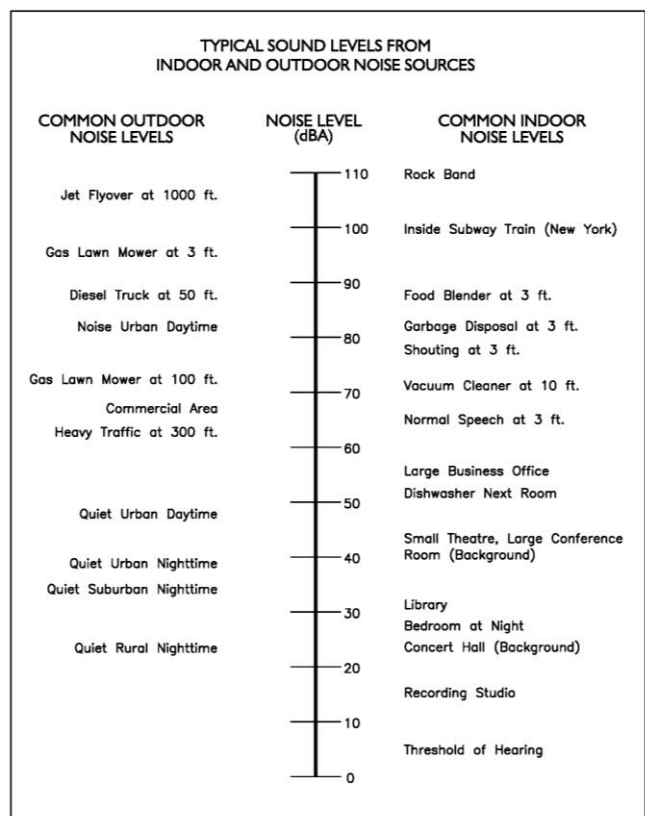 TYPICAL SOUND LEVELS FROM
INDOOR AND OUTDOOR NOISE SOURCES
COMMON OUTDOOR
NOISE LEVELS
NOISE LEVEL
(dBA)
COMMON INDOOR
NOISE LEVELS
110 Rock Band
Jet Flyover at 1000 ft.
100 Inside Subway Train (New York)
Gas Lawn Mower at 3 ft.
90
Diesel Truck at 50 ft. Food Blender at 3 ft.
Noise Urban Daytime Garbage Disposal at 3 ft.
80
Shouting at 3 ft.
Gas Lawn Mower at 100 ft. Vacuum Cleaner at 10 ft.
70
Commercial Area
Normal Speech at 3 ft.
Heavy Traffic at 300 ft.
60
Large Business Office
Dishwasher Next Room
50
Quiet Urban Daytime
Small Theatre, Large Conference
40
Room (Background)
Quiet Urban Nighttime
Quiet Suburban Nighttime
30
Library
Bedroom at Night
Quiet Rural Nighttime Concert Hall (Background)
20
Recording Studio
10
Threshold of Hearing
0